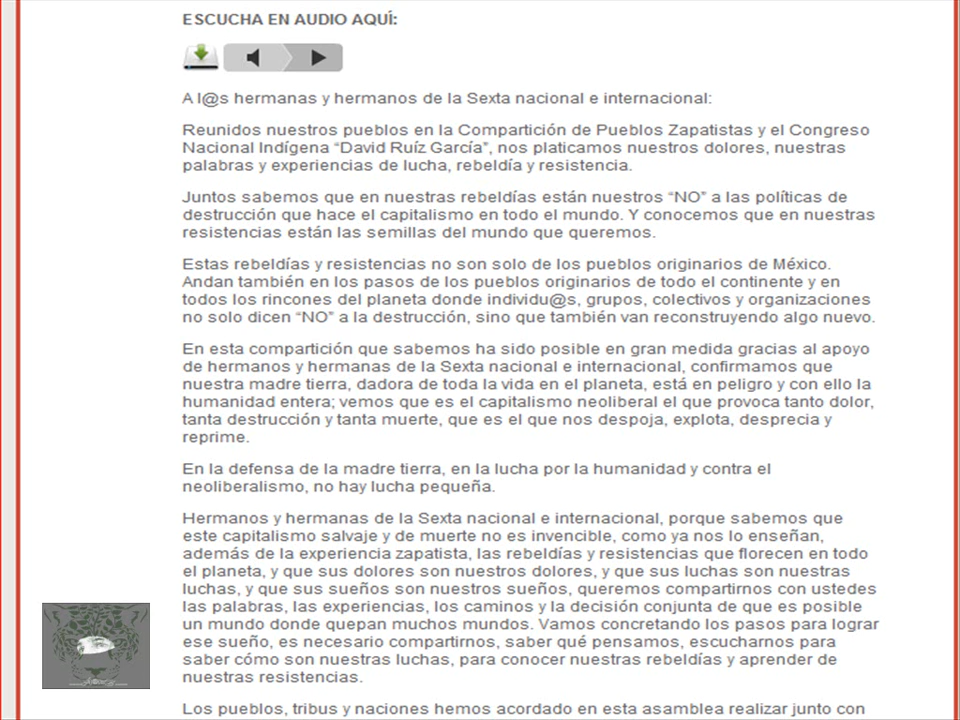 ESCUCHA EN AUDIO AQUÍ:
A l@s hermanas y hermanos de la Sexta nacional e internacional:
Reunidos nuestros pueblos en la Compartición de Pueblos Zapatistas y el Congreso
Nacional Indígena “David Ruíz García”, nos platicamos nuestros dolores, nuestras
palabras y experiencias de lucha, rebeldía y resistencia.
Juntos sabemos que en nuestras rebeldías están nuestros “NO” a las políticas de
destrucción que hace el capitalismo en todo el mundo. Y conocemos que en nuestras
resistencias están las semillas del mundo que queremos.
Estas rebeldías y resistencias no son solo de los pueblos originarios de México.
Andan también en los pasos de los pueblos originarios de todo el continente y en
todos los rincones del planeta donde individu@s, grupos, colectivos y organizaciones
no solo dicen “NO” a la destrucción, sino que también van reconstruyendo algo nuevo.
En esta compartición que sabemos ha sido posible en gran medida gracias al apoyo
de hermanos y hermanas de la Sexta nacional e internacional, confirmamos que
nuestra madre tierra, dadora de toda la vida en el planeta, está en peligro y con ello la
humanidad entera; vemos que es el capitalismo neoliberal el que provoca tanto dolor,
tanta destrucción y tanta muerte, que es el que nos despoja, explota, desprecia y
reprime.
En la defensa de la madre tierra, en la lucha por la humanidad y contra el
neoliberalismo, no hay lucha pequeña.
Hermanos y hermanas de la Sexta nacional e internacional, porque sabemos que
este capitalismo salvaje y de muerte no es invencible, como ya nos lo enseñan,
además de la experiencia zapatista, las rebeldías y resistencias que florecen en todo
el planeta, y que sus dolores son nuestros dolores, y que sus luchas son nuestras
luchas, y que sus sueños son nuestros sueños, queremos compartirnos con ustedes
las palabras, las experiencias, los caminos y la decisión conjunta de que es posible
un mundo donde quepan muchos mundos. Vamos concretando los pasos para lograr
ese sueño, es necesario compartirnos, saber qué pensamos, escucharnos para
saber cómo son nuestras luchas, para conocer nuestras rebeldías y aprender de
nuestras resistencias.
Los pueblos, tribus y naciones hemos acordado en esta asamblea realizar junto con